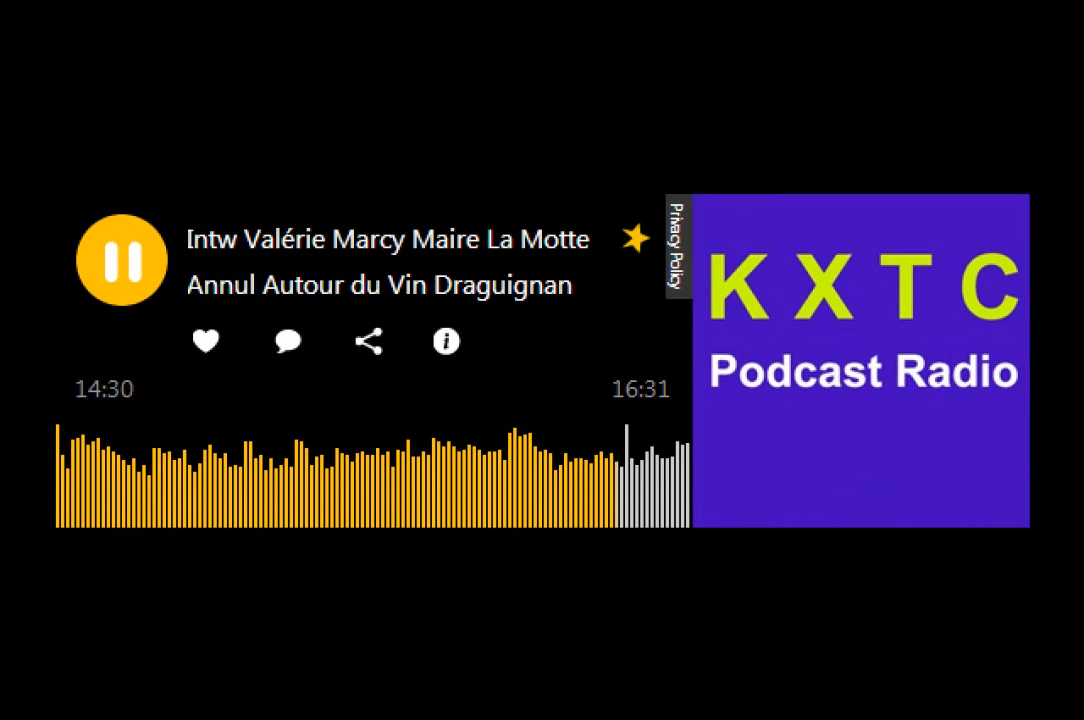 Intw Valérie Marcy Maire La Motte
Annul Autour du Vin Draguignan
14:30
16:31
Privacy Policy
K X T C
Podcast Radio